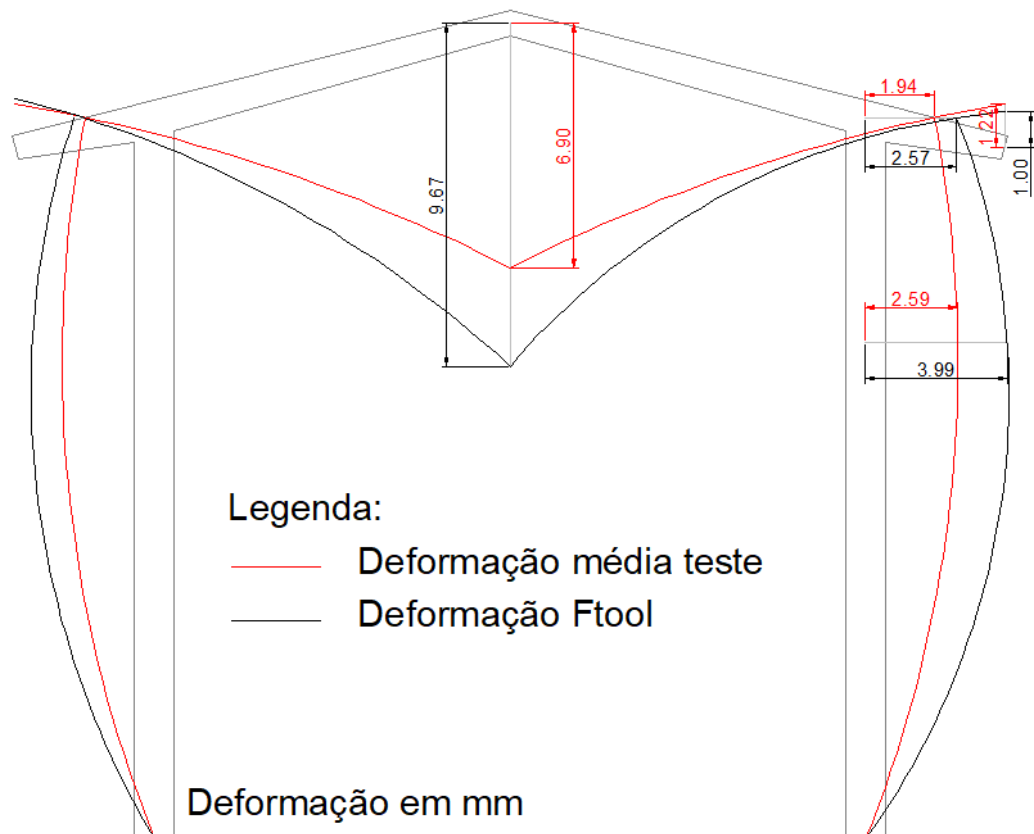 1.94
1.22
6.90
9.67
2.57
1.00
2.59
3.99
Legenda:
Deformação média teste
Deformação Ftool
Deformação em mm